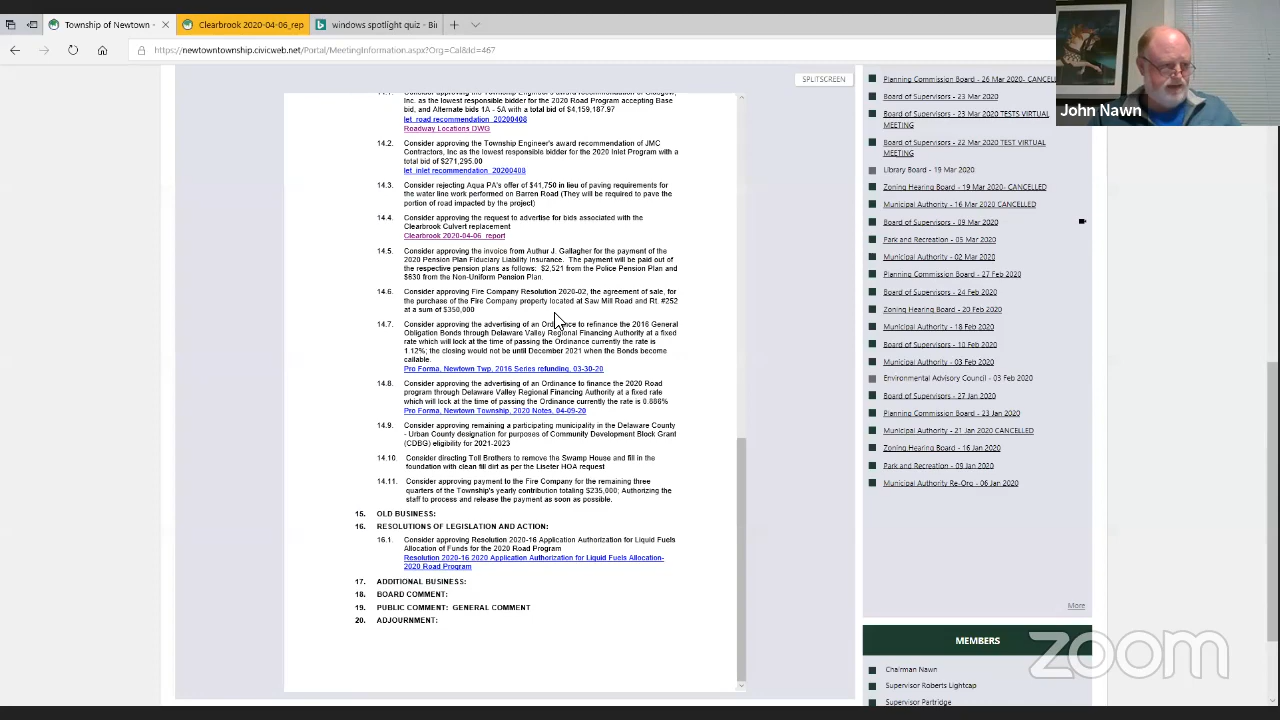 Township of Newtown -
Clearbrook 2020-04-06_rep
windows spotlight quiz - Bi
https://newtowntownship.civicweb.net/Portal/MeetingInformation.aspx?Org=Cal&Id=467
John Nawn
SPLITSCREEN
Inc. as the lowest responsible bidder for the 2020 Road Program accepting Base
bid, and Alternate bids 1A - 5A with a total bid of $4,159,187.97
let_road recommendation_20200408
Roadway Locations DWG
14.2. Consider approving the Township Engineer's award recommendation of JMC
Contractors, Inc as the lowest responsible bidder for the 2020 Inlet Program with a
total bid of $271,295.00
let_inlet recommendation_20200408
14.3. Consider rejecting Aqua PA's offer of $41,750 in lieu of paving requirements for
the water line work performed on Barren Road (They will be required to pave the
portion of road impacted by the project)
14.4. Consider approving the request to advertise for bids associated with the
Clearbrook Culvert replacement
Clearbrook 2020-04-06_report
14.5. Consider approving the invoice from Authur J. Gallagher for the payment of the
2020 Pension Plan Fiduciary Liability Insurance. The payment will be paid out of
the respective pension plans as follows: $2,521 from the Police Pension Plan and
$630 from the Non-Uniform Pension Plan.
14.6. Consider approving Fire Company Resolution 2020-02, the agreement of sale, for
the purchase of the Fire Company property located at Saw Mill Road and Rt. #252
at a sum of $350,000
14.7. Consider approving the advertising of an Ordinance to refinance the 2016 General
Obligation Bonds through Delaware Valley Regional Financing Authority at a fixed
rate which will lock at the time of passing the Ordinance currently the rate is
1.12%; the closing would not be until December 2021 when the Bonds become
callable.
Pro Forma, Newtown Twp, 2016 Series refunding, 03-30-20
14.8. Consider approving the advertising of an Ordinance to finance the 2020 Road
program through Delaware Valley Regional Financing Authority at a fixed rate
which will lock at the time of passing the Ordinance currently the rate is 0.886%
Pro Forma, Newtown Township, 2020 Notes, 04-09-20
14.9. Consider approving remaining a participating municipality in the Delaware County
- Urban County designation for purposes of Community Development Block Grant
(CDBG) eligibility for 2021-2023
14.10. Consider directing Toll Brothers to remove the Swamp House and fill in the
foundation with clean fill dirt as per the Liseter HOA request
14.11. Consider approving payment to the Fire Company for the remaining three
quarters of the Township's yearly contribution totaling $235,000; Authorizing the
staff to process and release the payment as soon as possible.
15. OLD BUSINESS:
16. RESOLUTIONS OF LEGISLATION AND ACTION:
16.1. Consider approving Resolution 2020-16 Application Authorization for Liquid Fuels
Allocation of Funds for the 2020 Road Program
Resolution 2020-16 2020 Application Authorization for Liquid Fuels Allocation-
2020 Road Program
17. ADDITIONAL BUSINESS:
18. BOARD COMMENT:
19. PUBLIC COMMENT: GENERAL COMMENT
20. ADJOURNMENT:
Planning Commission Board - 26 Mar 2020- CANCEL
Board of Supervisors - 23 Mar 2020
Board of Supervisors - 23 Mar 2020 TESTS VIRTUAL
MEETING
Board of Supervisors - 22 Mar 2020 TEST VIRTUAL
MEETING
Library Board - 19 Mar 2020
Zoning Hearing Board - 19 Mar 2020- CANCELLED
Municipal Authority - 16 Mar 2020 CANCELLED
Board of Supervisors - 09 Mar 2020
Park and Recreation - 05 Mar 2020
Municipal Authority - 02 Mar 2020
Planning Commission Board - 27 Feb 2020
Board of Supervisors - 24 Feb 2020
Zoning Hearing Board - 20 Feb 2020
Municipal Authority - 18 Feb 2020
Board of Supervisors - 10 Feb 2020
Municipal Authority - 03 Feb 2020
Environmental Advisory Council - 03 Feb 2020
Board of Supervisors - 27 Jan 2020
Planning Commission Board - 23 Jan 2020
Municipal Authority - 21 Jan 2020 CANCELLED
Zoning Hearing Board - 16 Jan 2020
Park and Recreation - 09 Jan 2020
Municipal Authority Re-Org - 06 Jan 2020
More
MEMBERS
Chairman Nawn
Supervisor Roberts Lightcap
Supervisor Partridge
zoom